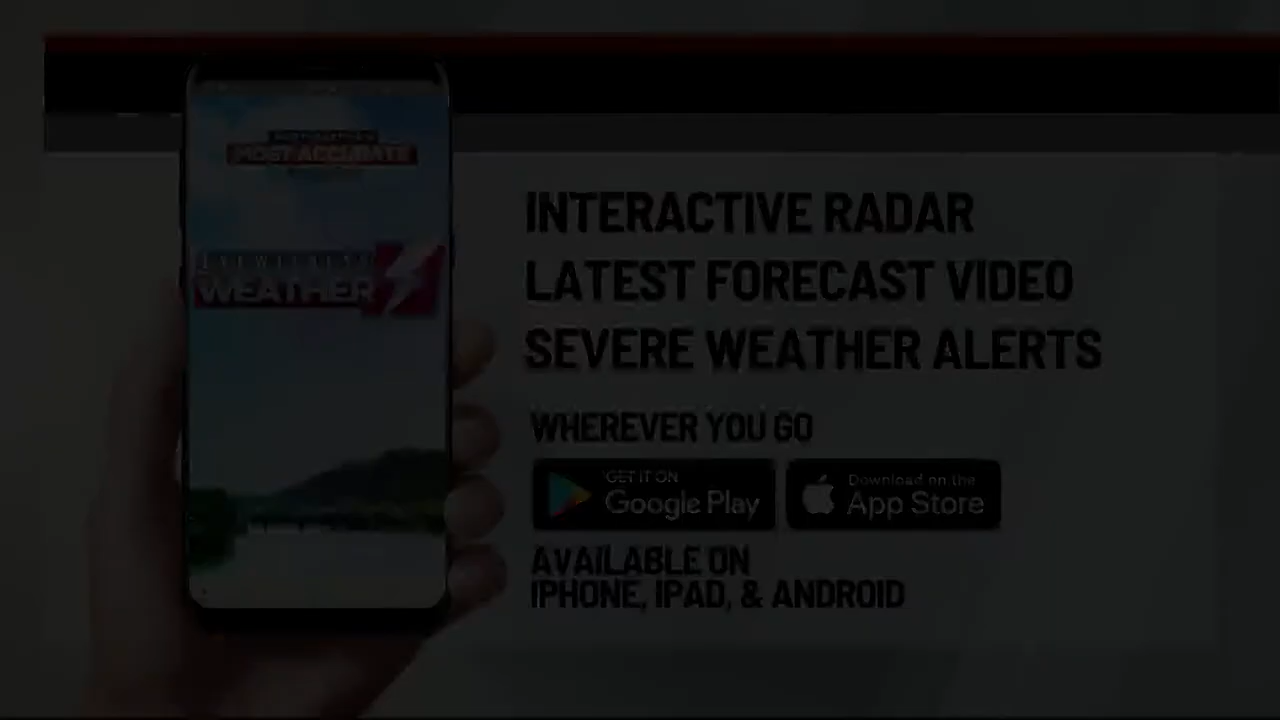 MOST ACCURATE
EYEWITNESS
WEATHER
INTERACTIVE RADAR
LATEST FORECAST VIDEO
SEVERE WEATHER ALERTS
WHEREVER YOU GO
GET IT ON
Google Play
Download on the
App Store
AVAILABLE ON
IPHONE, IPAD, & ANDROID